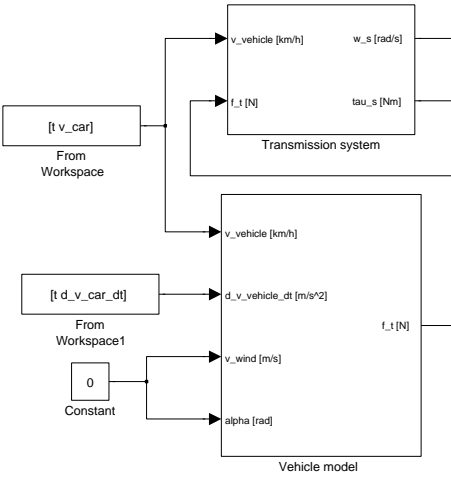 v_vehicle [km/h]
w_s [rad/s]
f_t [N]
tau_s [Nm]
Transmission system
[t v_car]
From
Workspace
v_vehicle [km/h]
[t d_v_car_dt]
d_v_vehicle_dt [m/s^2]
From
Workspace1
f_t [N]
v_wind [m/s]
0
Constant
alpha [rad]
Vehicle model